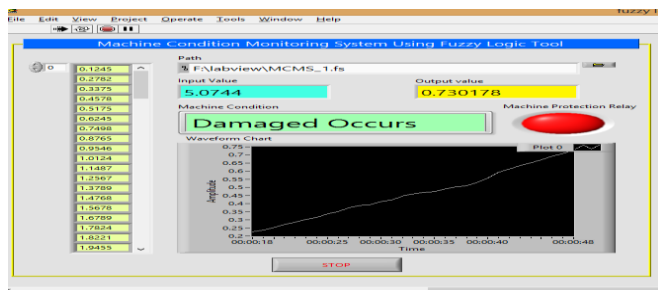 fuzzy l
File Edit View Project Operate Tools Window Help
Machine Condition Monitoring System Using Fuzzy Logic Tool
Path
F:\labview\MCMS_1.fs
Input Value
Output value
5.0744
0.730178
Machine Condition
Machine Protection Relay
Damaged Occurs
0
0.1245
0.2782
0.3375
0.4578
0.5175
0.6245
0.7498
0.8765
0.9546
1.0124
1.1487
1.2567
1.3789
1.4768
1.5678
1.6789
1.7824
1.8221
1.9455
Waveform Chart
Plot 0
Amplitude
0.75
0.7
0.65
0.6
0.55
0.5
0.45
0.4
0.35
0.3
0.25
0.2
00:00:18 00:00:25 00:00:30 00:00:35 00:00:40 00:00:48
Time
STOP